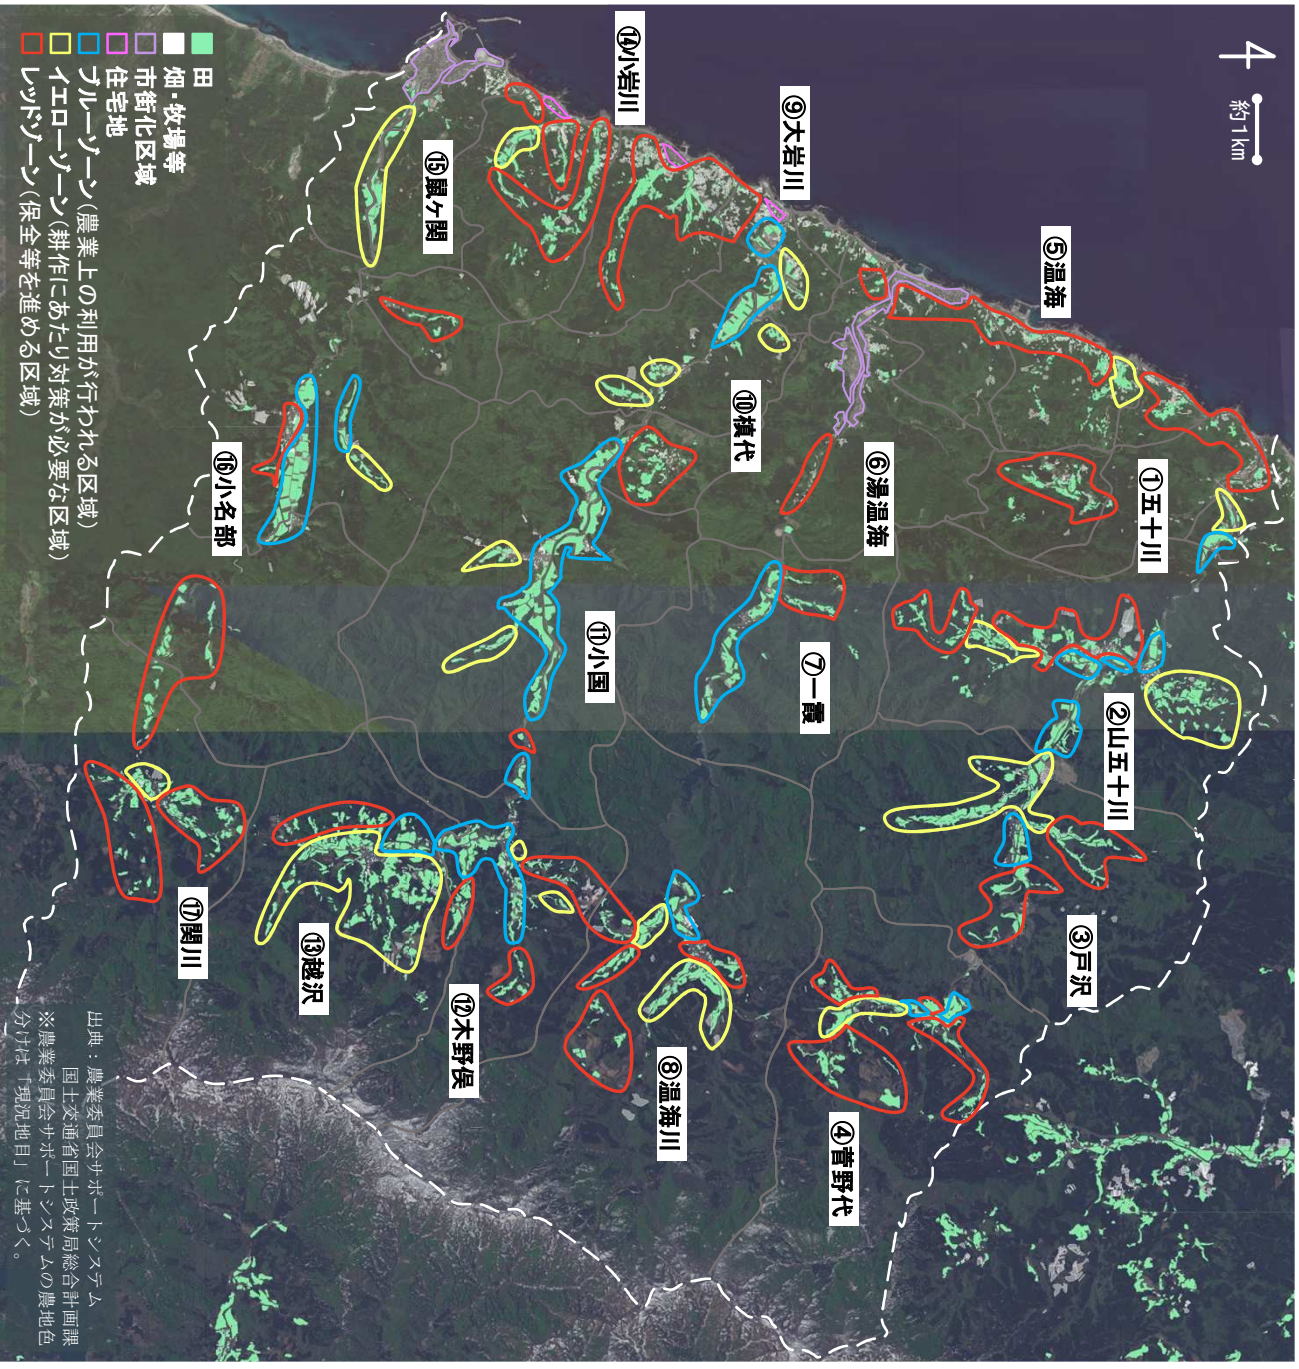 約1km
①五十川
②山五十川
③戸沢
④菅野代
⑤温海
⑥湯温海
⑦一霞
⑧温海川
⑨大岩川
⑩槙代
⑪小国
⑫木野俣
⑬越沢
⑭小岩川
⑮鼠ヶ関
⑯小名部
⑰関川
田
畑・牧場等
市街化区域
住宅地
ブルーゾーン(農業上の利用が行われる区域)
イエローゾーン(耕作にあたり対策が必要な区域)
レッドゾーン(保全等を進める区域)
出典：農業委員会サポートシステム
国土交通省国土政策局総合計画課
※農業委員会サポートシステムの農地色
分けは「現況地目」に基づく。